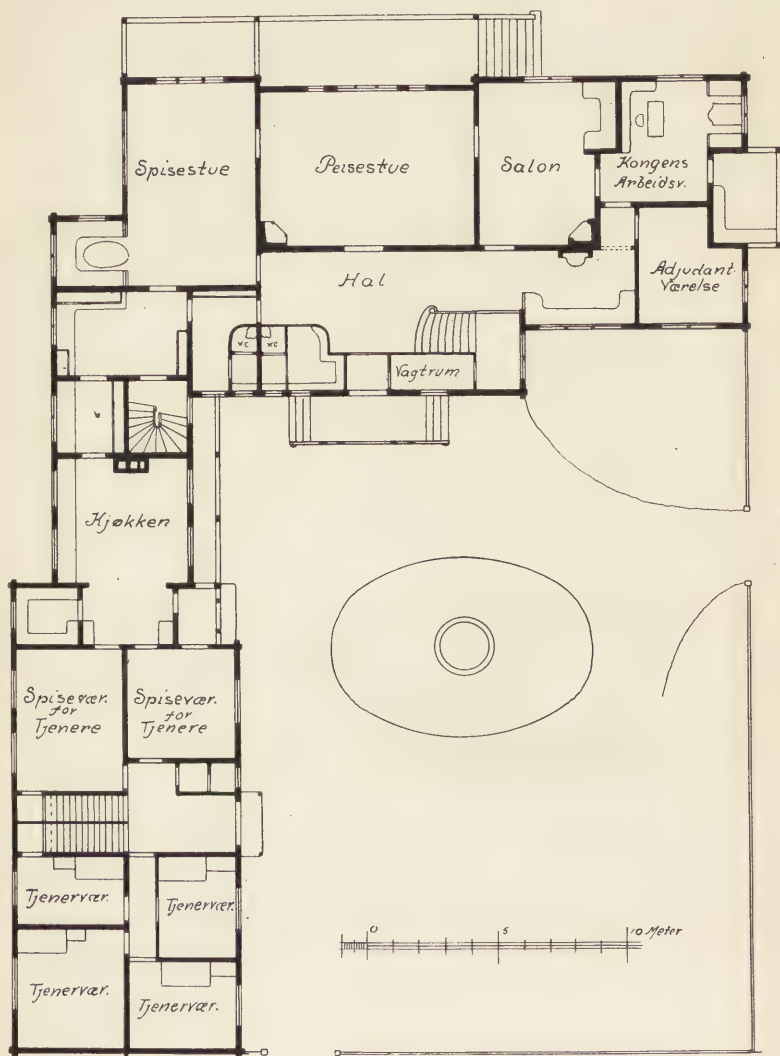 Spisestue
Peisestue
Salon
Kongens
Arbeidsv.
Hal
Adjudant
Værelse
WC
WC
Vagtrum
Kjøkken
Spisevær.
for
Tjenere
Spisevær.
for
Tjenere
Tjenervær.
Tjenervær.
Tjenervær.
Tjenervær.
0
5
10 Meter